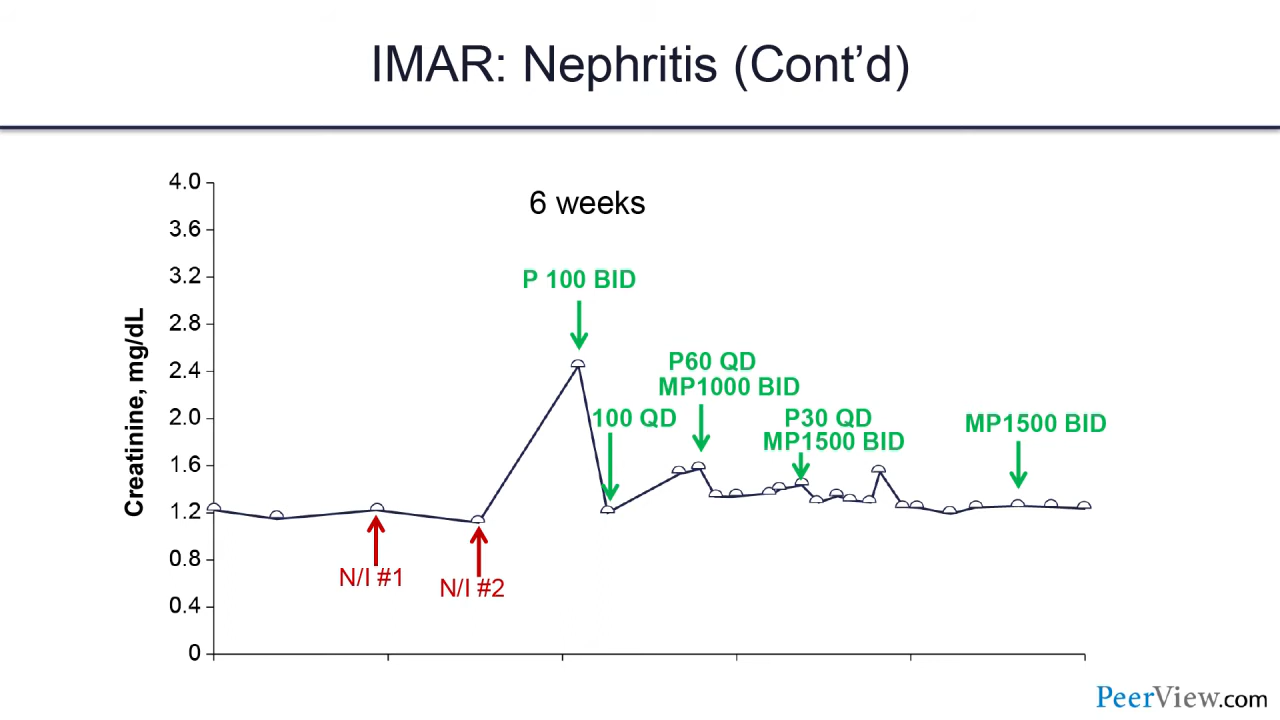 IMAR: Nephritis (Cont’d)
6 weeks
Creatinine, mg/dL
4.0
3.6
3.2
2.8
2.4
2.0
1.6
1.2
0.8
0.4
0
P 100 BID
100 QD
P60 QD
MP1000 BID
P30 QD
MP1500 BID
MP1500 BID
N/I #1
N/I #2
PeerView.com